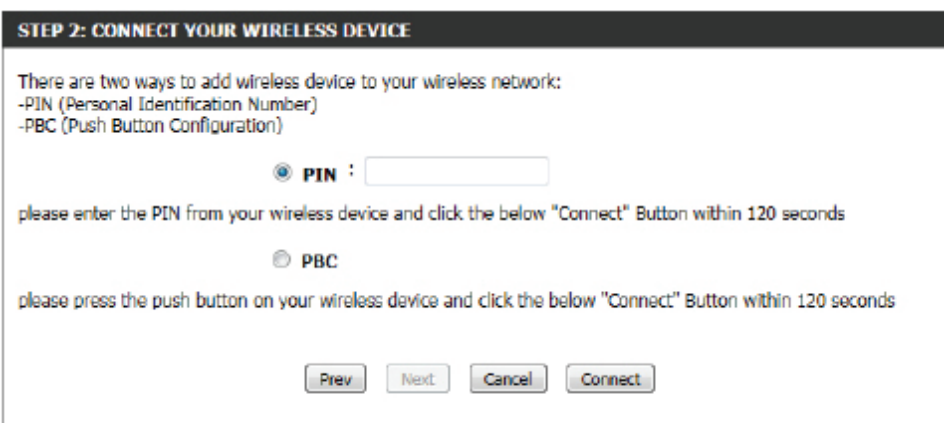 STEP 2: CONNECT YOUR WIRELESS DEVICE
There are two ways to add wireless device to your wireless network:
-PIN (Personal Identification Number)
-PBC (Push Button Configuration)
PIN :
please enter the PIN from your wireless device and click the below "Connect" Button within 120 seconds
PBC
please press the push button on your wireless device and click the below "Connect" Button within 120 seconds
Prev Next Cancel Connect